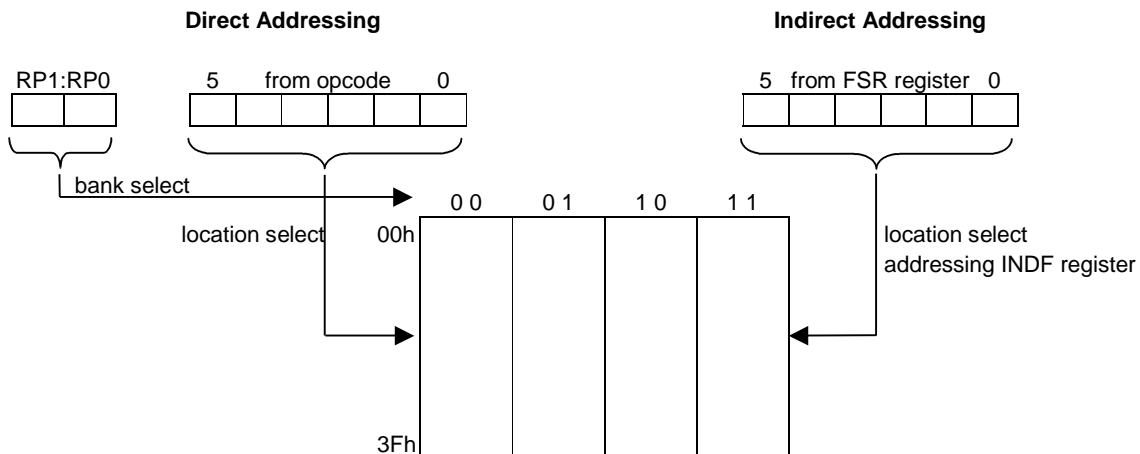 Direct Addressing
Indirect Addressing
RP1:RP0
5 from opcode 0
5 from FSR register 0
bank select
0 0 0 1 1 0 1 1
location select
00h
location select
addressing INDF register
3Fh